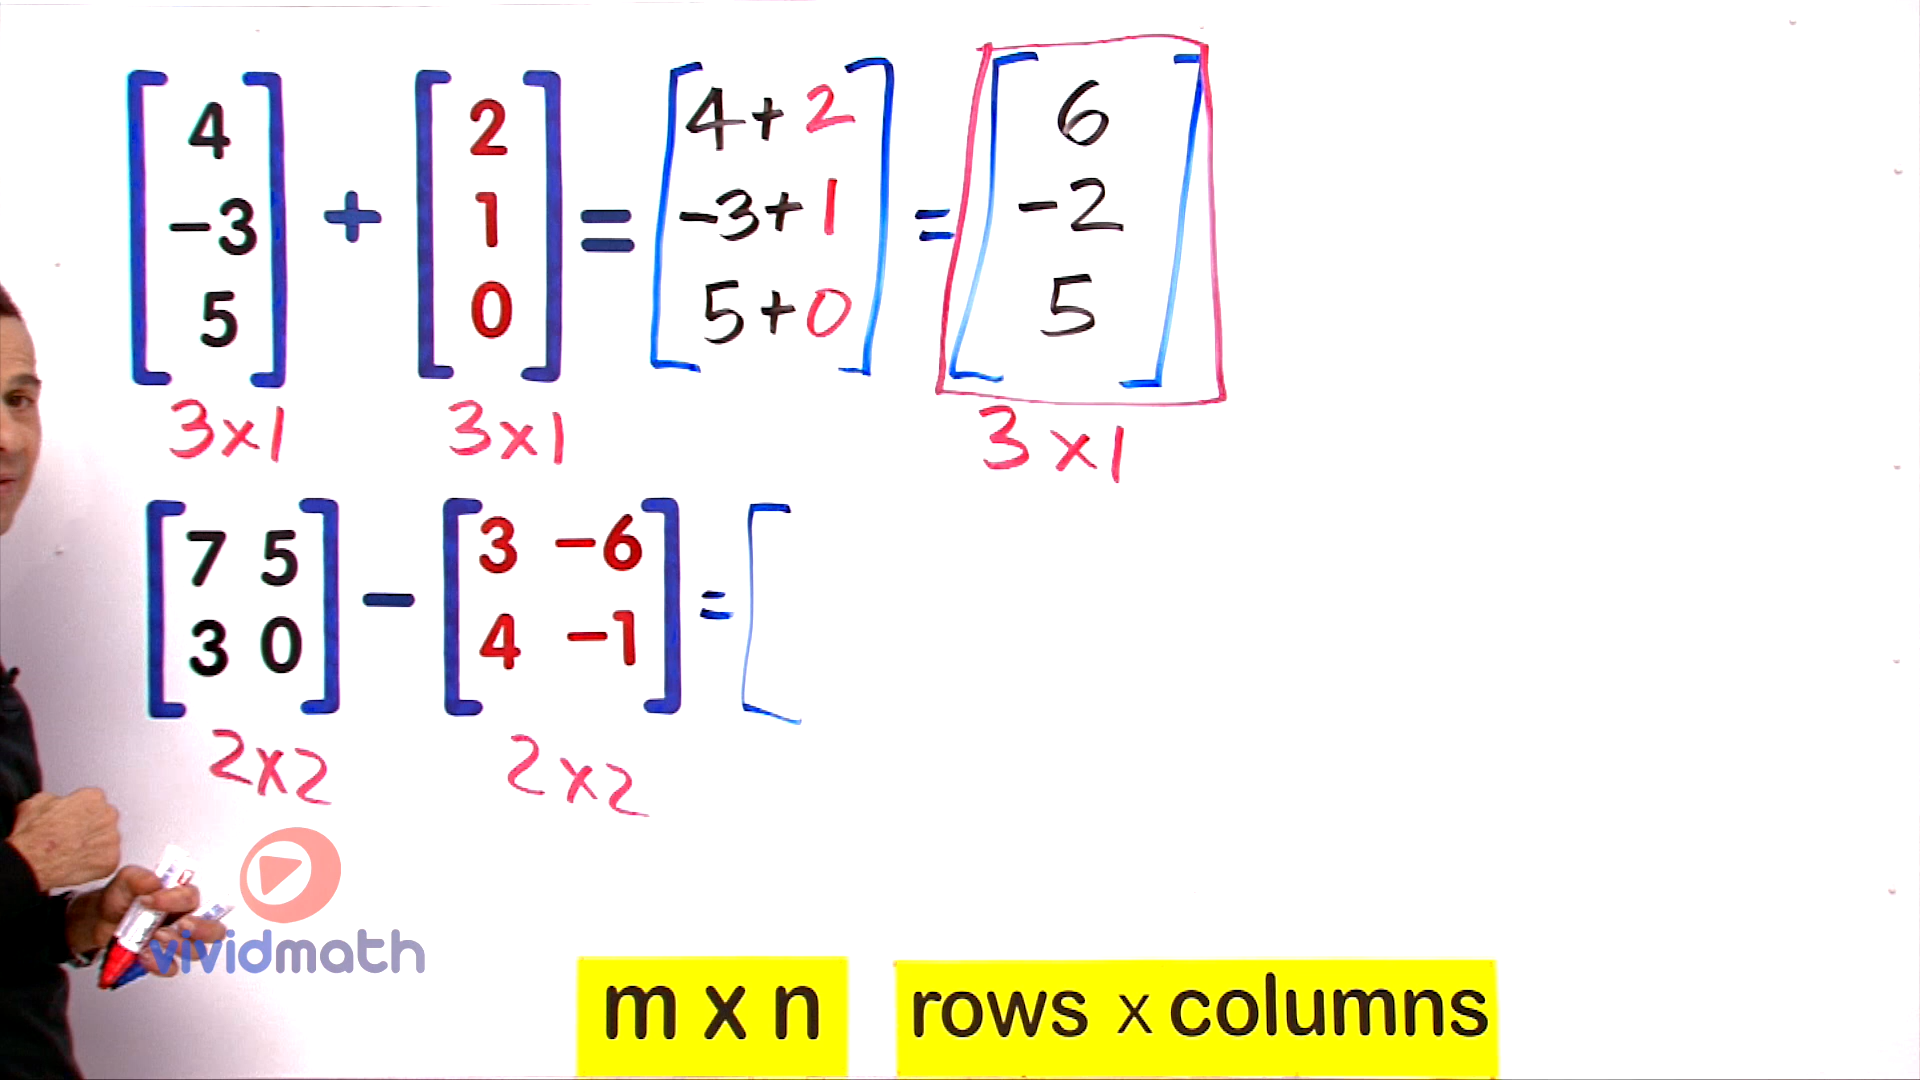 4 2 4+2 6
-3 + 1 = -3+1 = -2
5 0 5+0 5
3x1 3x1 3x1
7 5 3 -6
- =
3 0 4 -1
2x2 2x2
vividmath
m x n rows x columns